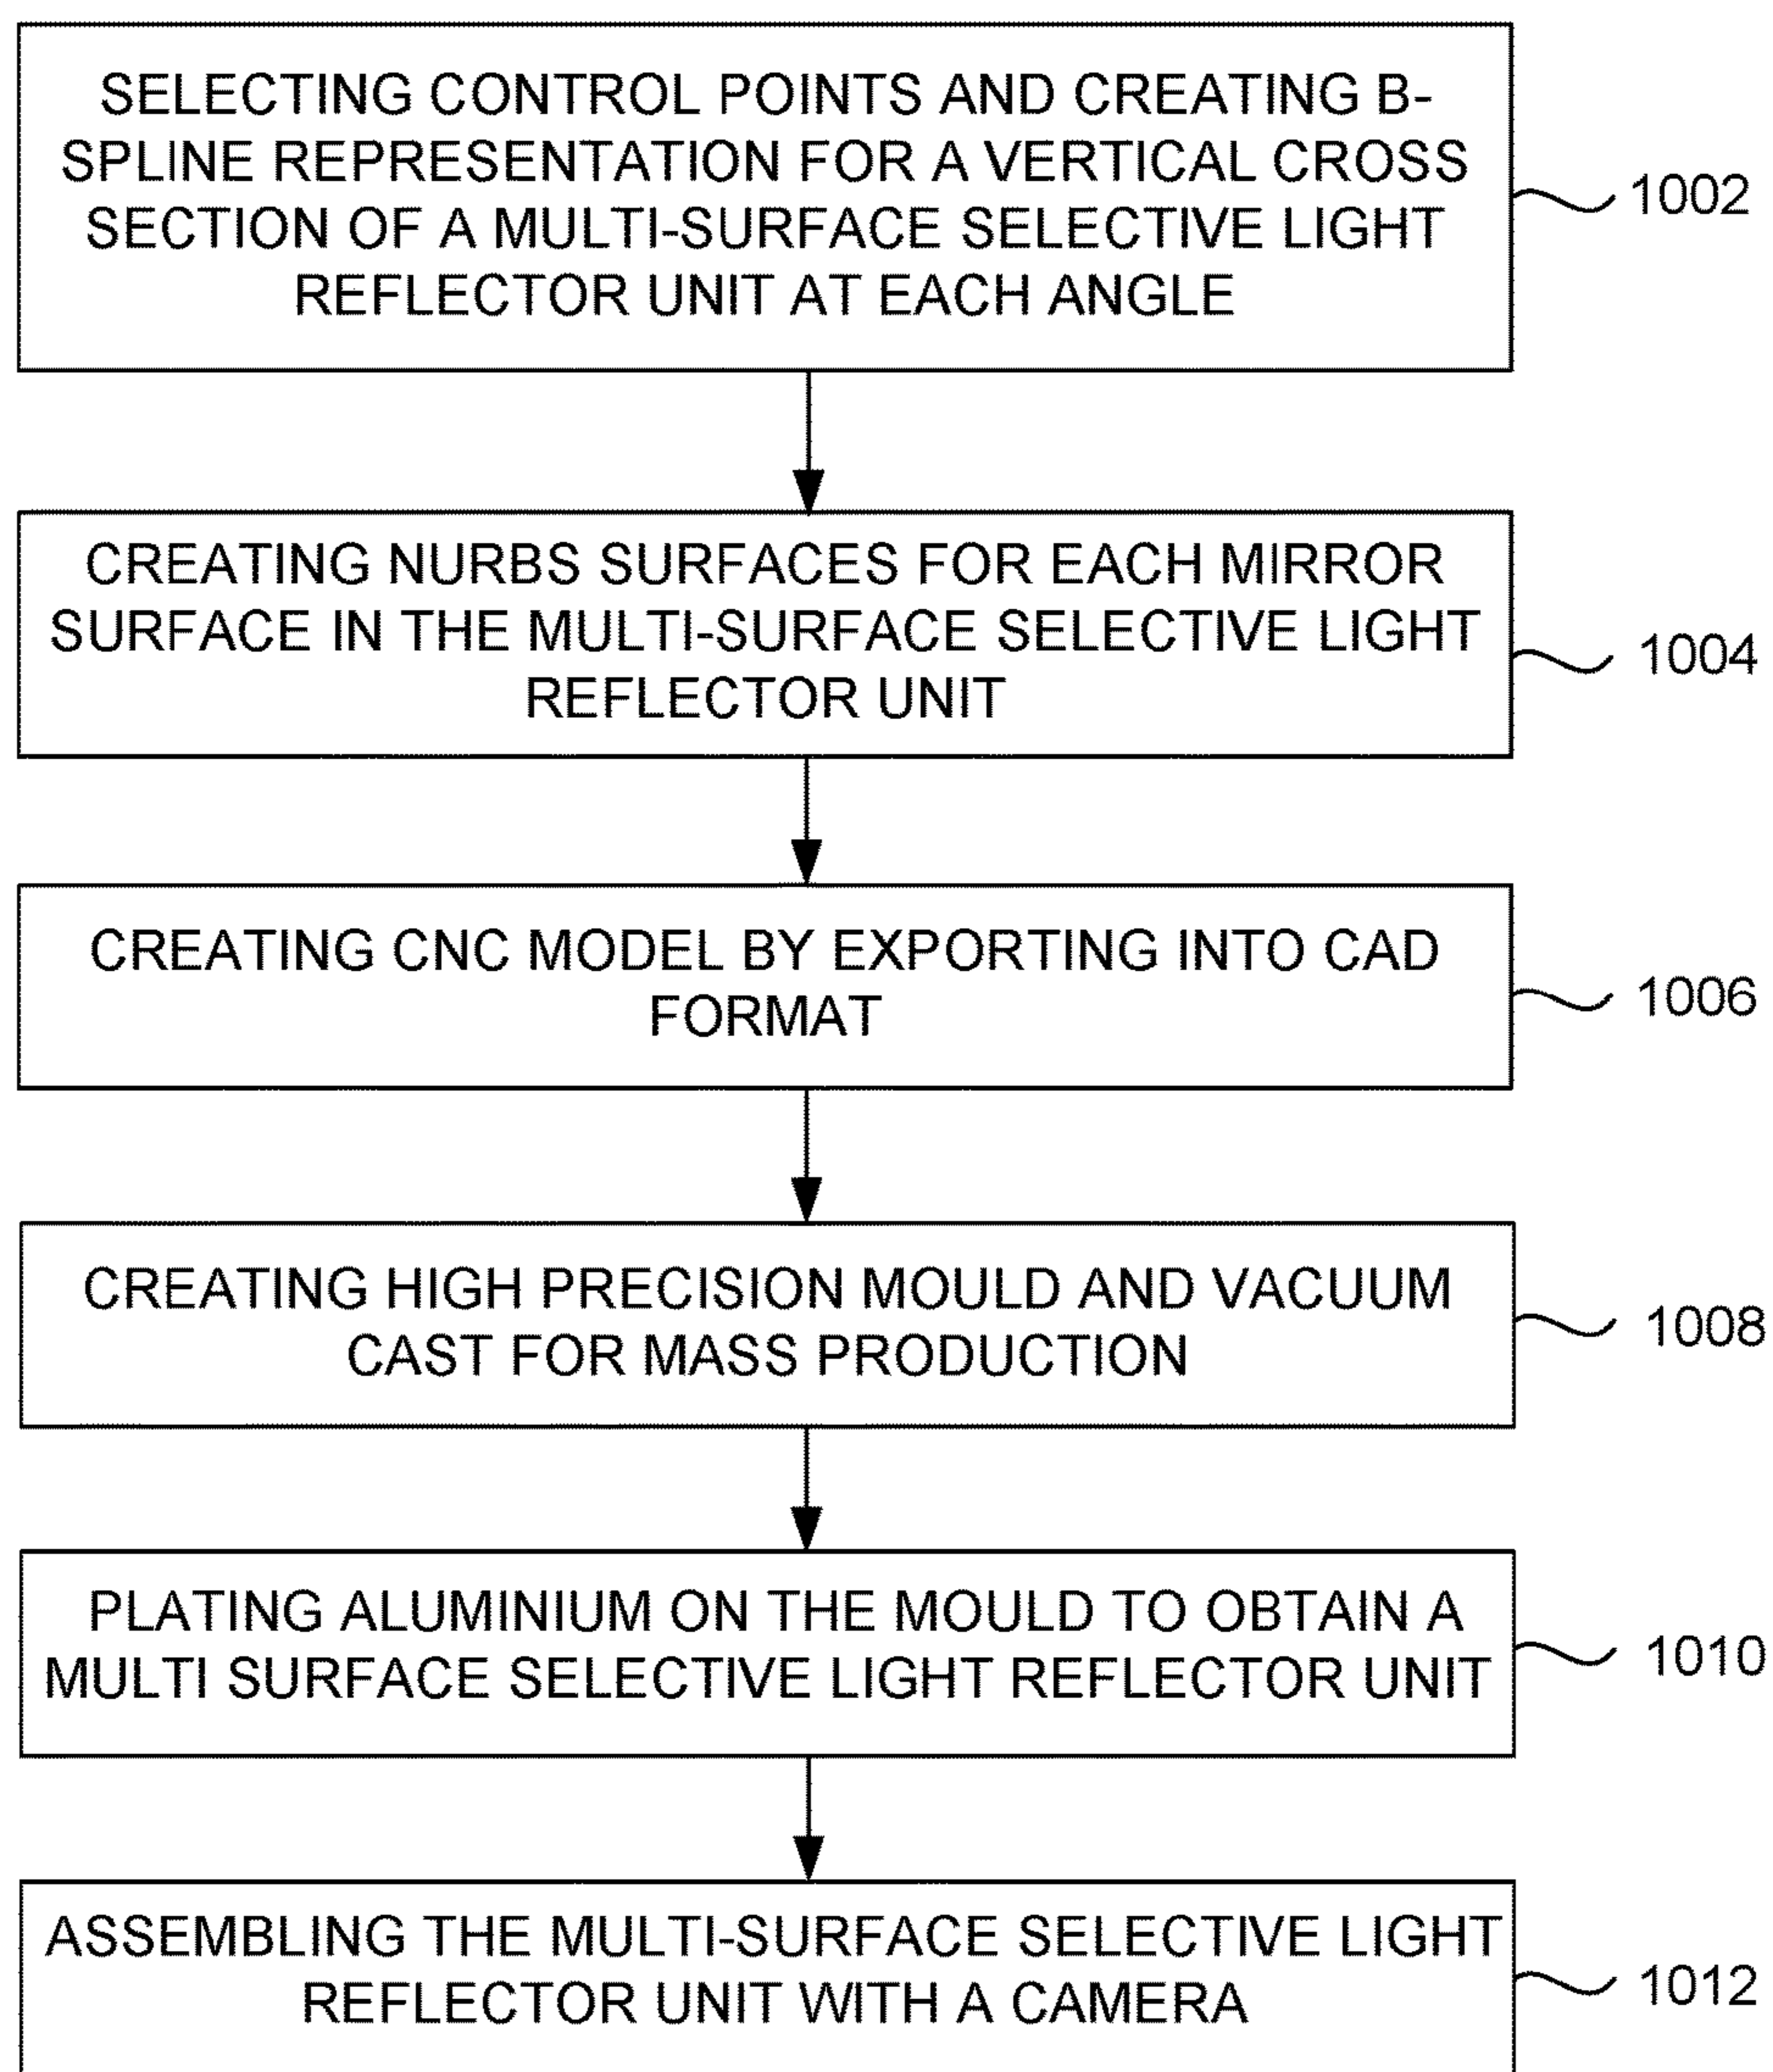 SELECTING CONTROL POINTS AND CREATING B-
SPLINE REPRESENTATION FOR A VERTICAL CROSS
SECTION OF A MULTI-SURFACE SELECTIVE LIGHT
REFLECTOR UNIT AT EACH ANGLE
1002
CREATING NURBS SURFACES FOR EACH MIRROR
SURFACE IN THE MULTI-SURFACE SELECTIVE LIGHT
REFLECTOR UNIT
1004
CREATING CNC MODEL BY EXPORTING INTO CAD
FORMAT
1006
CREATING HIGH PRECISION MOULD AND VACUUM
CAST FOR MASS PRODUCTION
1008
PLATING ALUMINIUM ON THE MOULD TO OBTAIN A
MULTI SURFACE SELECTIVE LIGHT REFLECTOR UNIT
1010
ASSEMBLING THE MULTI-SURFACE SELECTIVE LIGHT
REFLECTOR UNIT WITH A CAMERA
1012